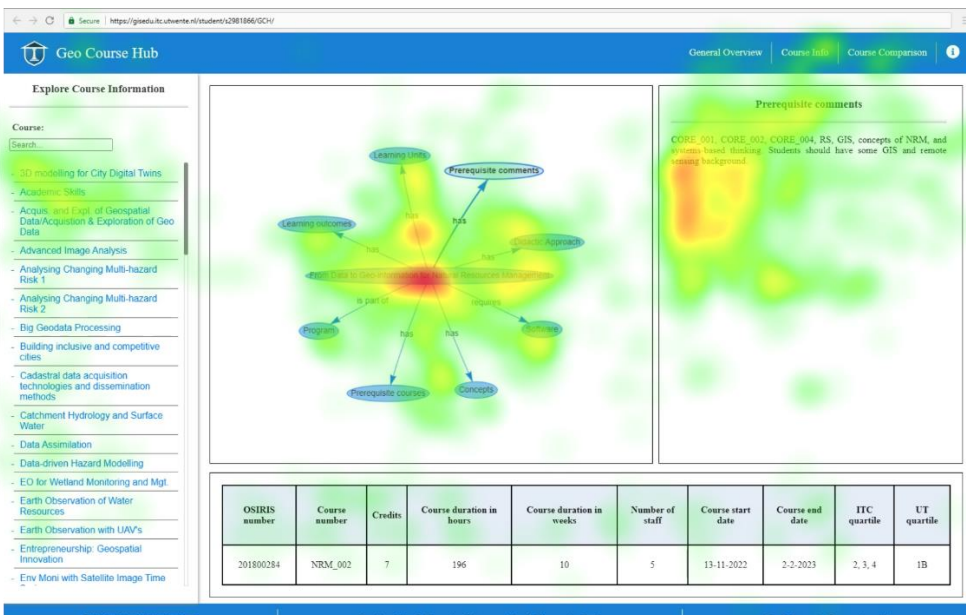 Secure | https://gisedu.itc.utwente.nl/student/s2981866/GCH/
Geo Course Hub
General Overview
Course Info
Course Comparison
Explore Course Information
Course:
Search...
- 3D modelling for City Digital Twins
- Academic Skills
- Acquis. and Expl. of Geospatial
Data/Acquistion & Exploration of Geo
Data
- Advanced Image Analysis
- Analysing Changing Multi-hazard
Risk 1
- Analysing Changing Multi-hazard
Risk 2
- Big Geodata Processing
- Building inclusive and competitive
cities
- Cadastral data acquisition
technologies and dissemination
methods
- Catchment Hydrology and Surface
Water
- Data Assimilation
- Data-driven Hazard Modelling
- EO for Wetland Monitoring and Mgt.
- Earth Observation of Water
Resources
- Earth Observation with UAV's
- Entrepreneurship: Geospatial
Innovation
- Env Moni with Satellite Image Time
Learning Units
Prerequisite comments
has
has
Learning outcomes
has
Didactic Approach
has
From Data to Geo-information for Natural Resources Management
is part of
requires
Program
has
has
Software
Prerequisite courses
Concepts
Prerequisite comments
CORE_001, CORE_002, CORE_004, RS, GIS, concepts of NRM, and
systems-based thinking. Students should have some GIS and remote
sensing background.
OSIRIS number
Course number
Credits
Course duration in hours
Course duration in weeks
Number of staff
Course start date
Course end date
ITC quartile
UT quartile
201800284
NRM_002
7
196
10
5
13-11-2022
2-2-2023
2, 3, 4
1B